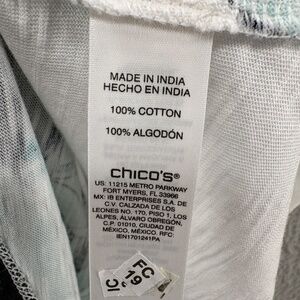 MADE IN INDIA
HECHO EN INDIA
100% COTTON
100% ALGODÓN
chico's®
US: 11215 METRO PARKWAY
FORT MYERS, FL 33966
MX: IB ENTERPRISES S.A. DE
C.V. CALZADA DE LOS
LEONES NO. 170, PISO 1, LOS
ALPES, ALVARO OBREGÓN,
C.P. 01010, CIUDAD DE
MÉXICO, MÉXICO. RFC:
IEN1701241PA
FC
19